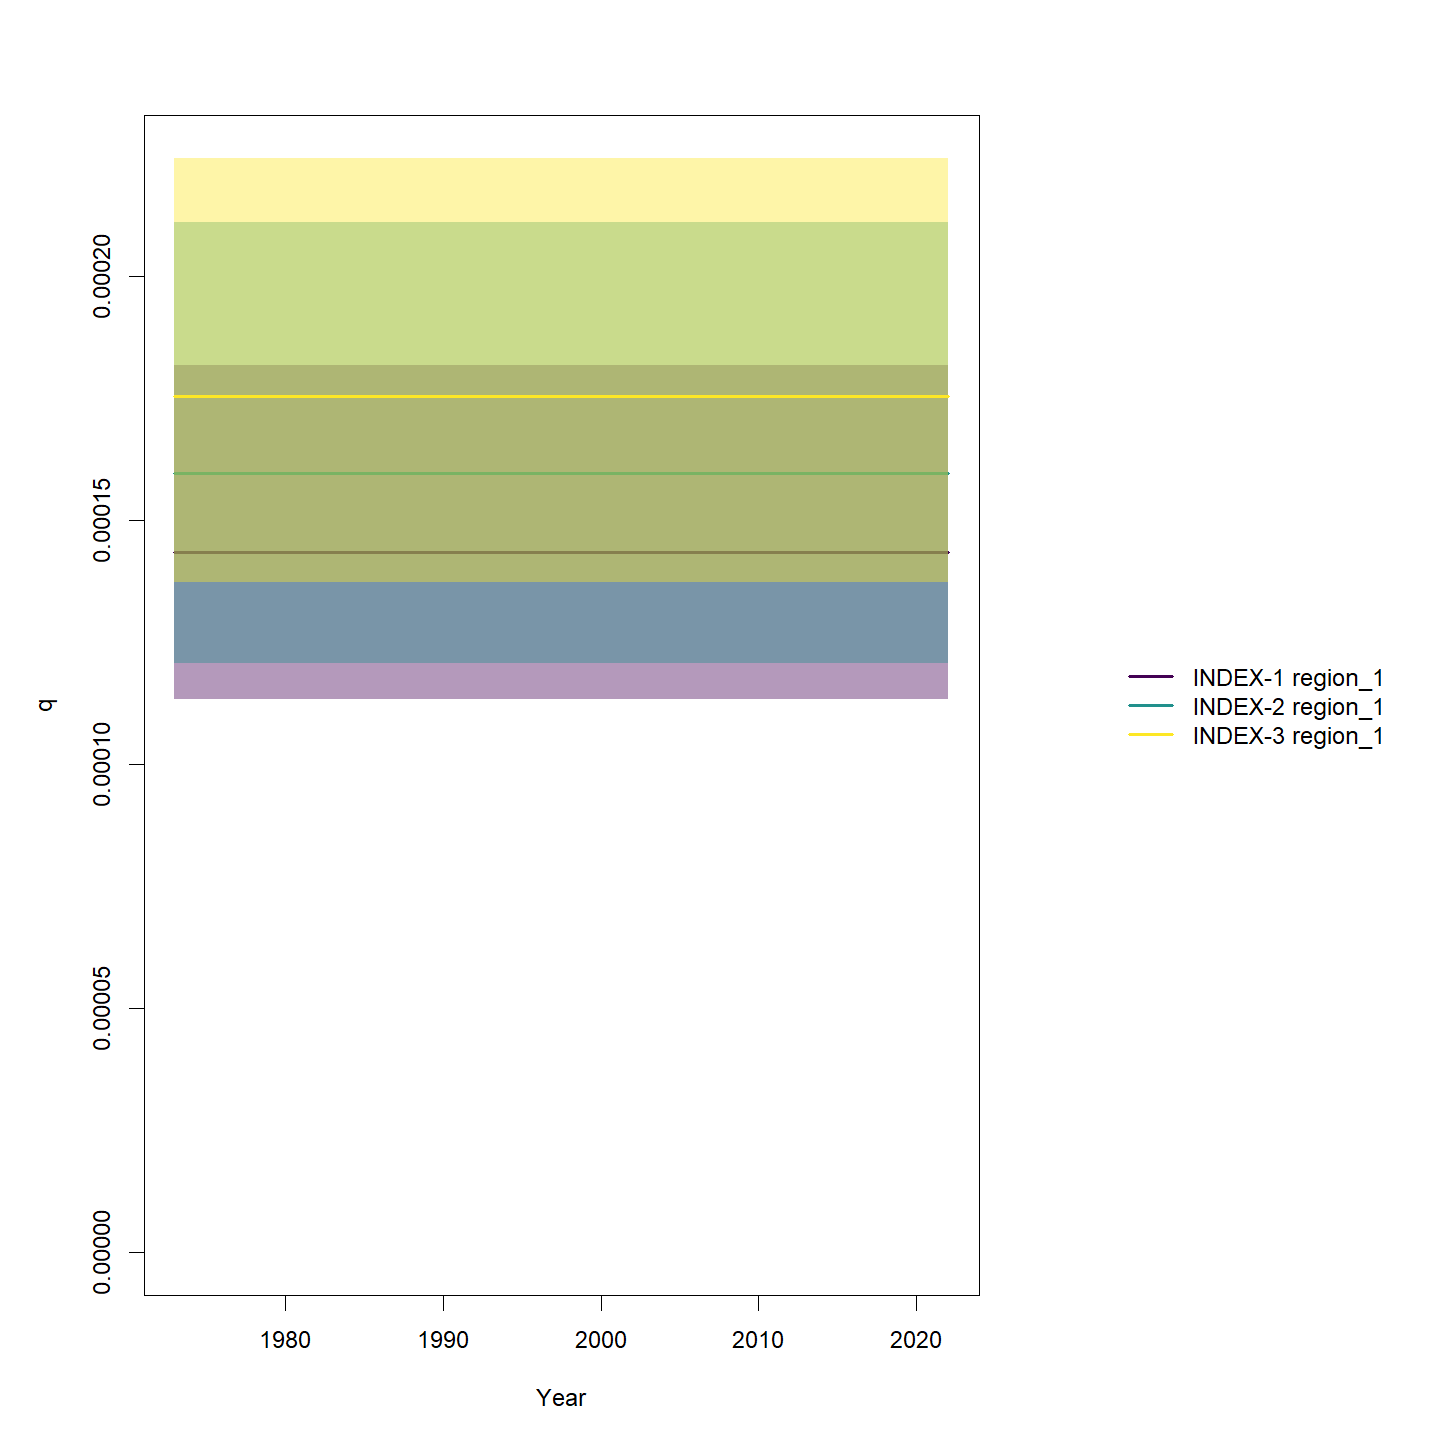 q
0.00020
0.00015
0.00010
0.00005
0.00000
1980 1990 2000 2010 2020
Year
INDEX-1 region_1
INDEX-2 region_1
INDEX-3 region_1